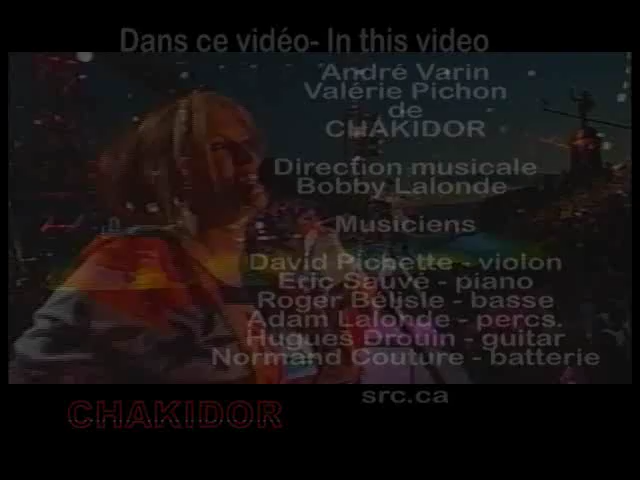 Dans ce vidéo- In this video
André Varin
Valérie Pichon
de
CHAKIDOR
Direction musicale
Bobby Lalonde
Musiciens
David Pichette - violon
Eric Sauvé - piano
Roger Bélisle - basse
Adam Lalonde - percs.
Hugues Drouin - guitar
Normand Couture - batterie
src.ca
CHAKIDOR